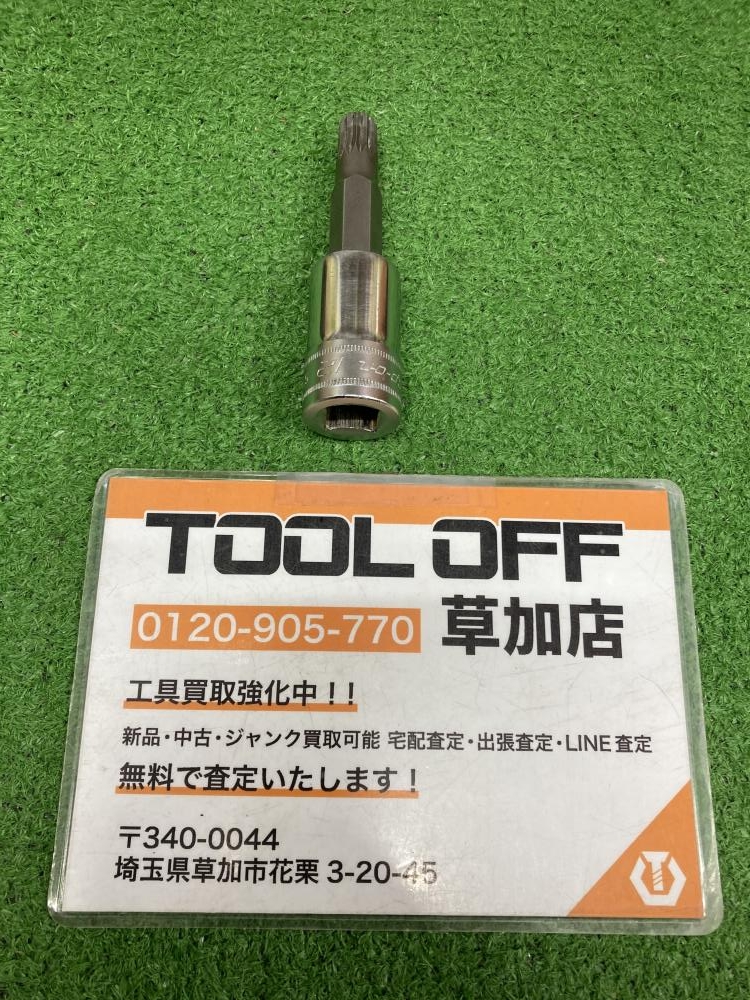 TOOL OFF
0120-905-770 草加店
工具買取強化中！！
新品・中古・ジャンク買取可能 宅配査定・出張査定・LINE査定
無料で査定いたします！
〒340-0044
埼玉県草加市花栗 3-20-45